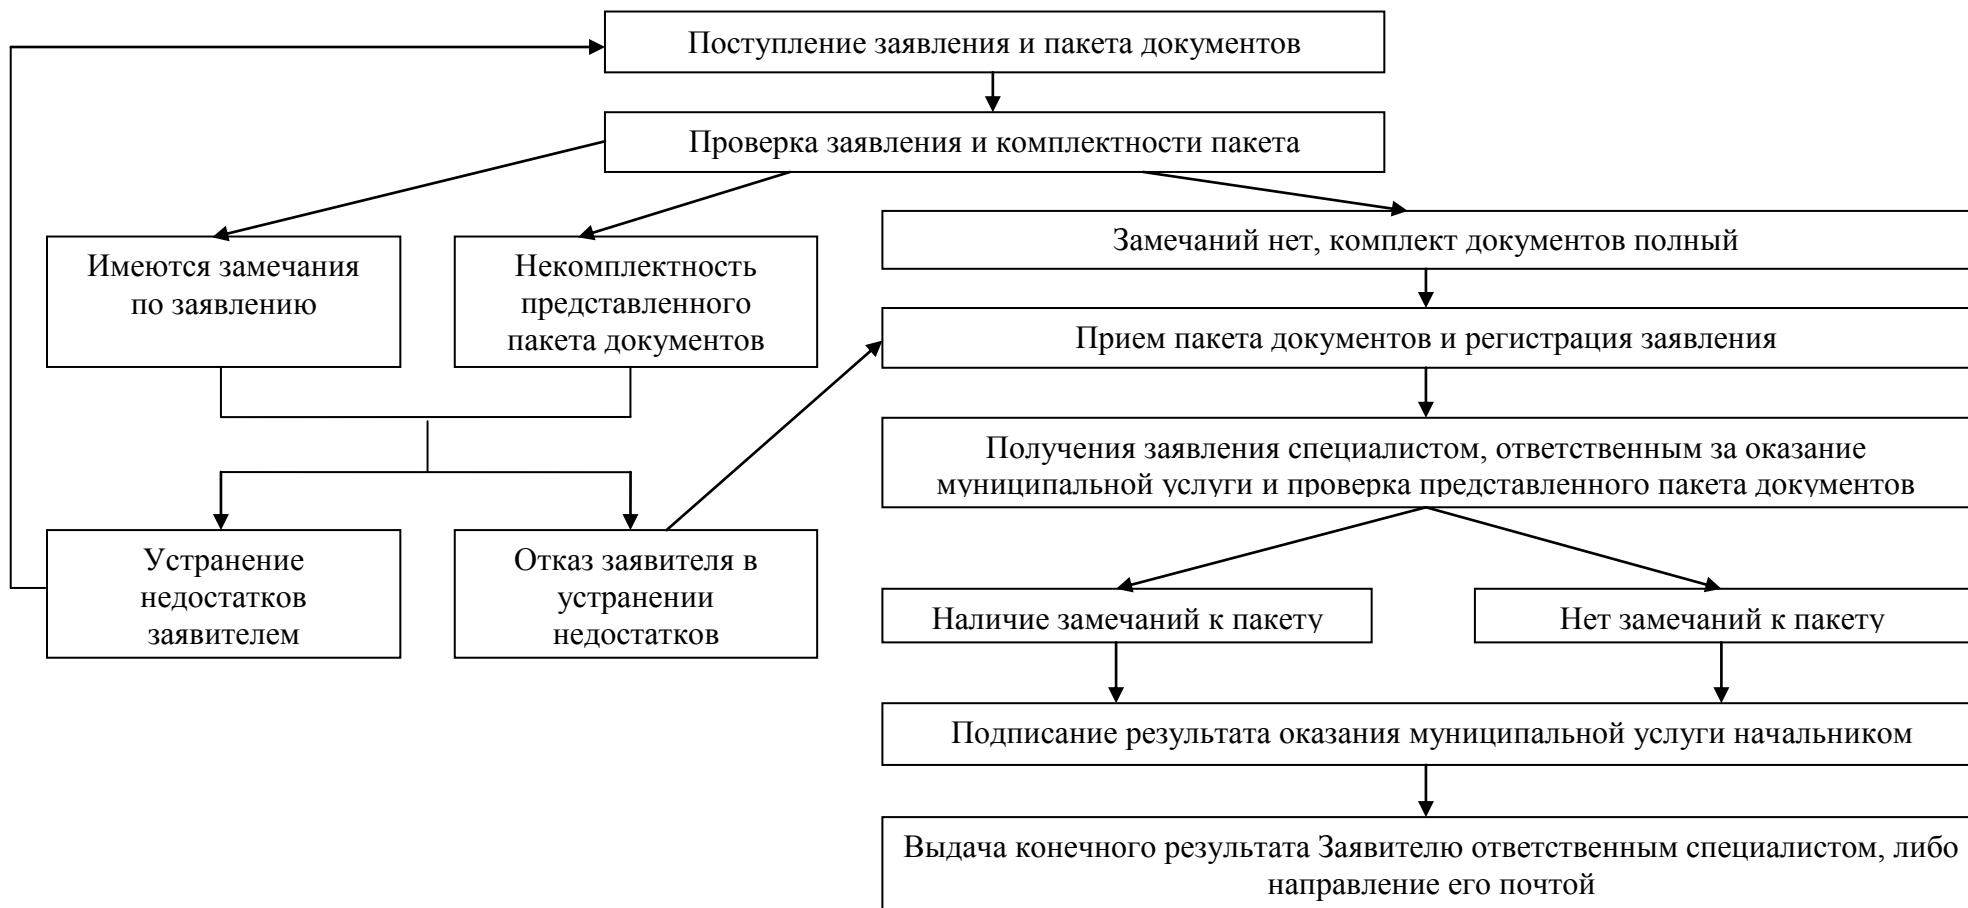 Поступление заявления и пакета документов
Проверка заявления и комплектности пакета
Имеются замечания
по заявлению
Некомплектность
представленного
пакета документов
Замечаний нет, комплект документов полный
Прием пакета документов и регистрация заявления
Получения заявления специалистом, ответственным за оказание
муниципальной услуги и проверка представленного пакета документов
Устранение
недостатков
заявителем
Отказ заявителя в
устранении
недостатков
Наличие замечаний к пакету
Нет замечаний к пакету
Подписание результата оказания муниципальной услуги начальником
Выдача конечного результата Заявителю ответственным специалистом, либо
направление его почтой